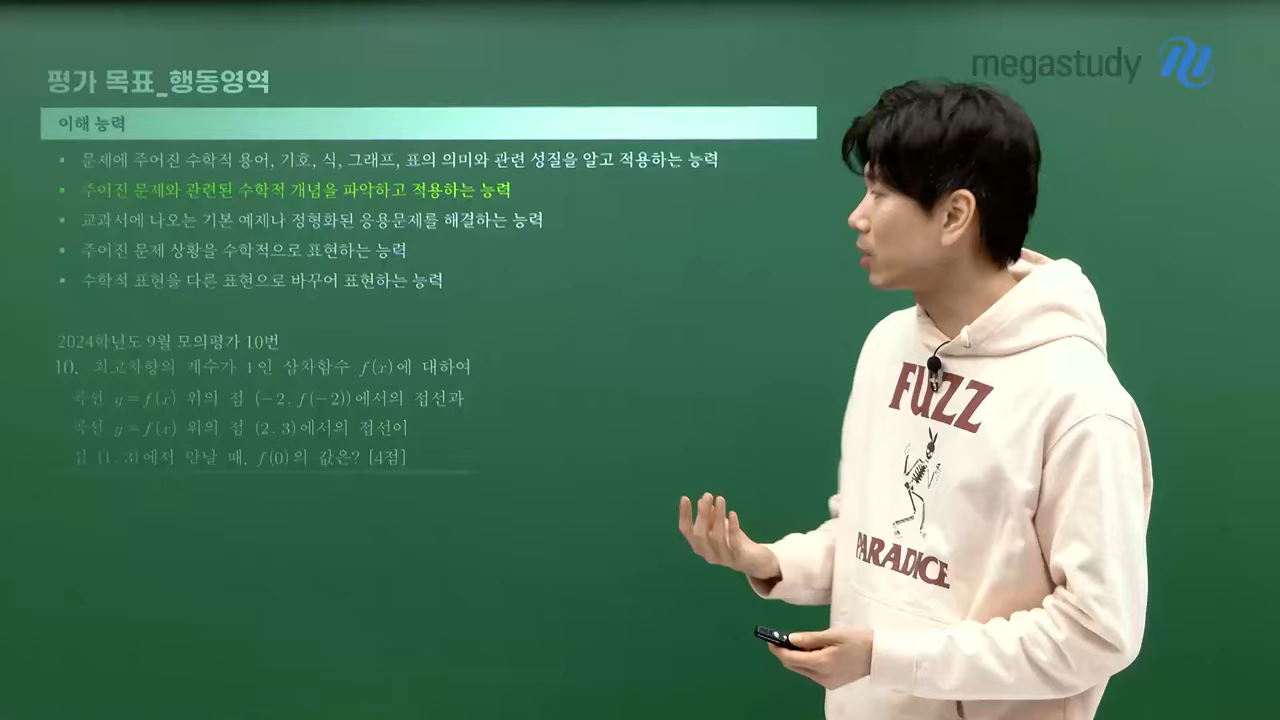 megastudy
평가 목표_행동영역
이해 능력
▪ 문제에 주어진 수학적 용어, 기호, 식, 그래프, 표의 의미와 관련 성질을 알고 적용하는 능력
▪ 주어진 문제와 관련된 수학적 개념을 파악하고 적용하는 능력
▪ 교과서에 나오는 기본 예제나 정형화된 응용문제를 해결하는 능력
▪ 주어진 문제 상황을 수학적으로 표현하는 능력
▪ 수학적 표현을 다른 표현으로 바꾸어 표현하는 능력
2024학년도 9월 모의평가 10번
10. 최고차항의 계수가 1인 삼차함수 f(x)에 대하여
곡선 y=f(x) 위의 점 (-2, f(-2))에서의 접선과
곡선 y=f(x) 위의 점 (2, 3)에서의 접선이
점 (1, 3)에서 만날 때, f(0)의 값은? [4점]
FUZZ
PARADICE